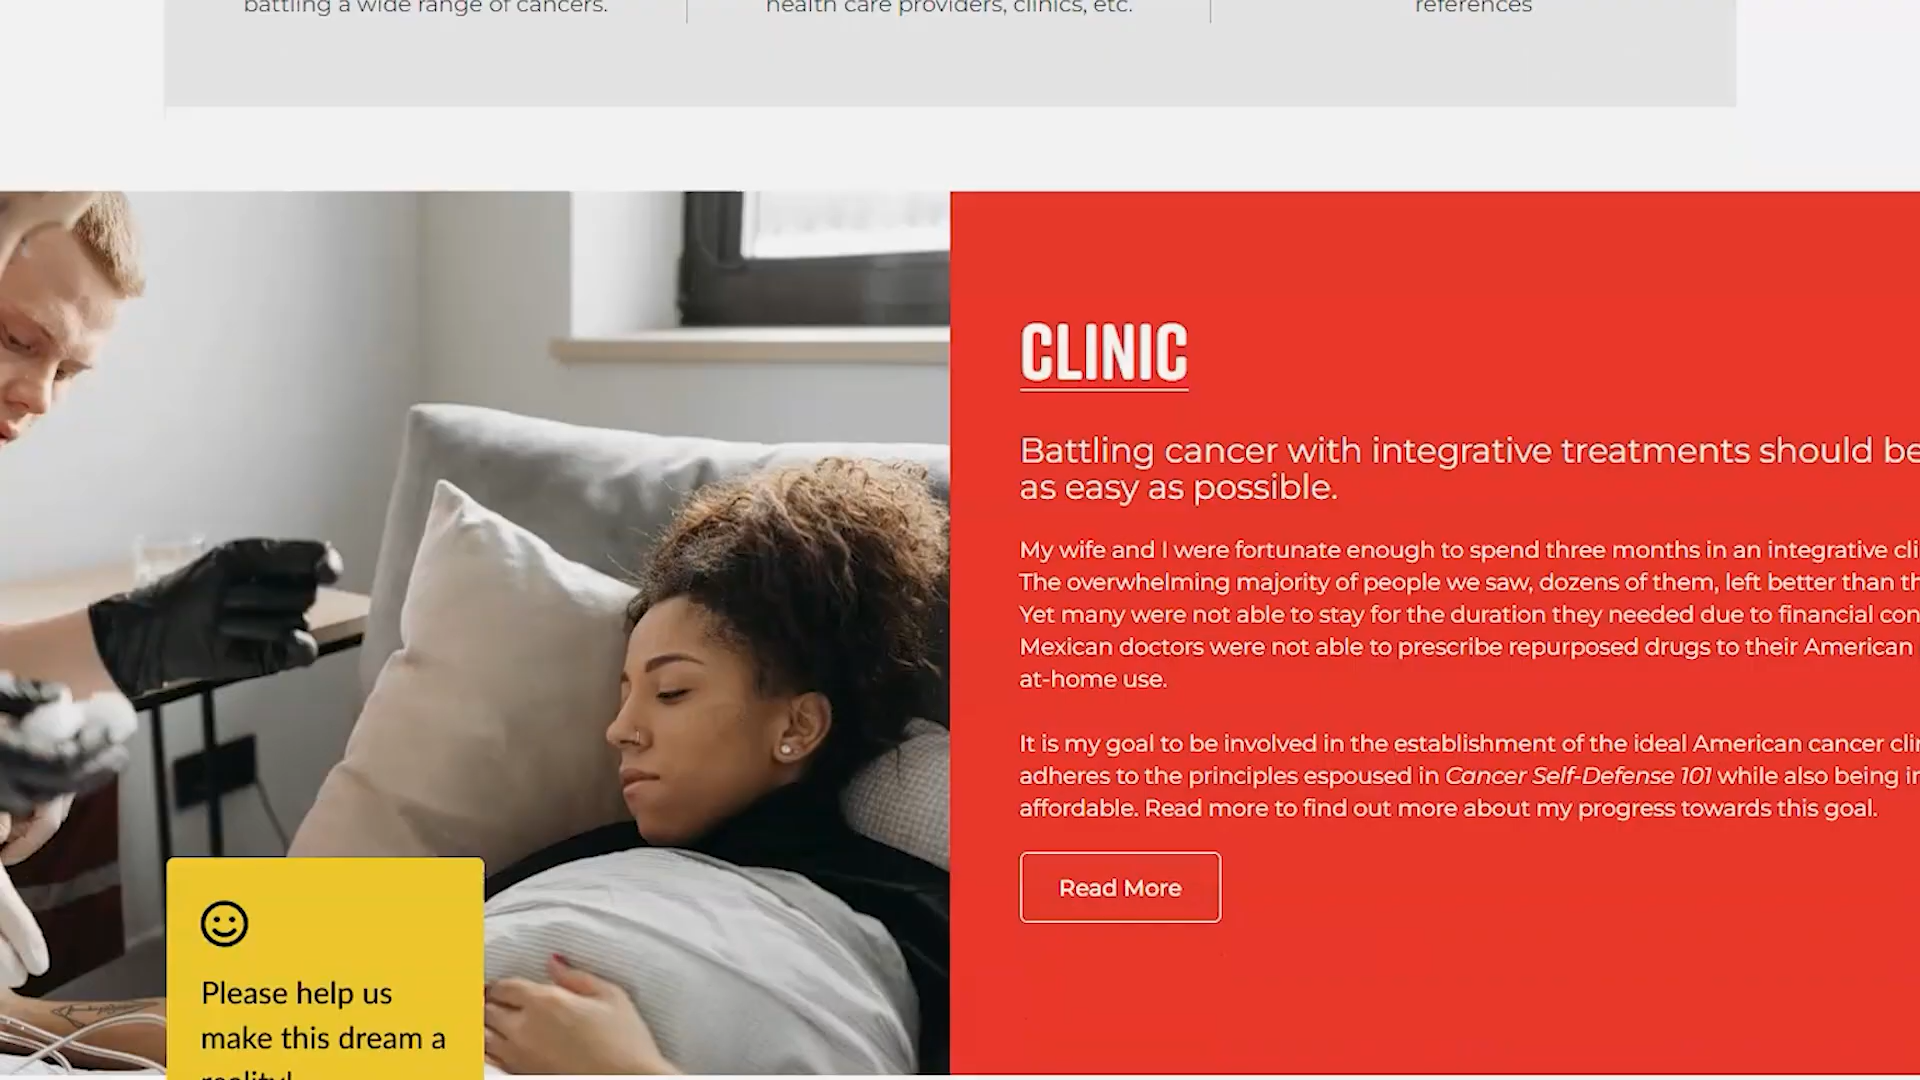 battling a wide range of cancers.
health care providers, clinics, etc.
references
CLINIC
Battling cancer with integrative treatments should be
as easy as possible.
My wife and I were fortunate enough to spend three months in an integrative cli
The overwhelming majority of people we saw, dozens of them, left better than th
Yet many were not able to stay for the duration they needed due to financial con
Mexican doctors were not able to prescribe repurposed drugs to their American
at-home use.
It is my goal to be involved in the establishment of the ideal American cancer cli
adheres to the principles espoused in Cancer Self-Defense 101 while also being in
affordable. Read more to find out more about my progress towards this goal.
Read More
Please help us
make this dream a
reality!